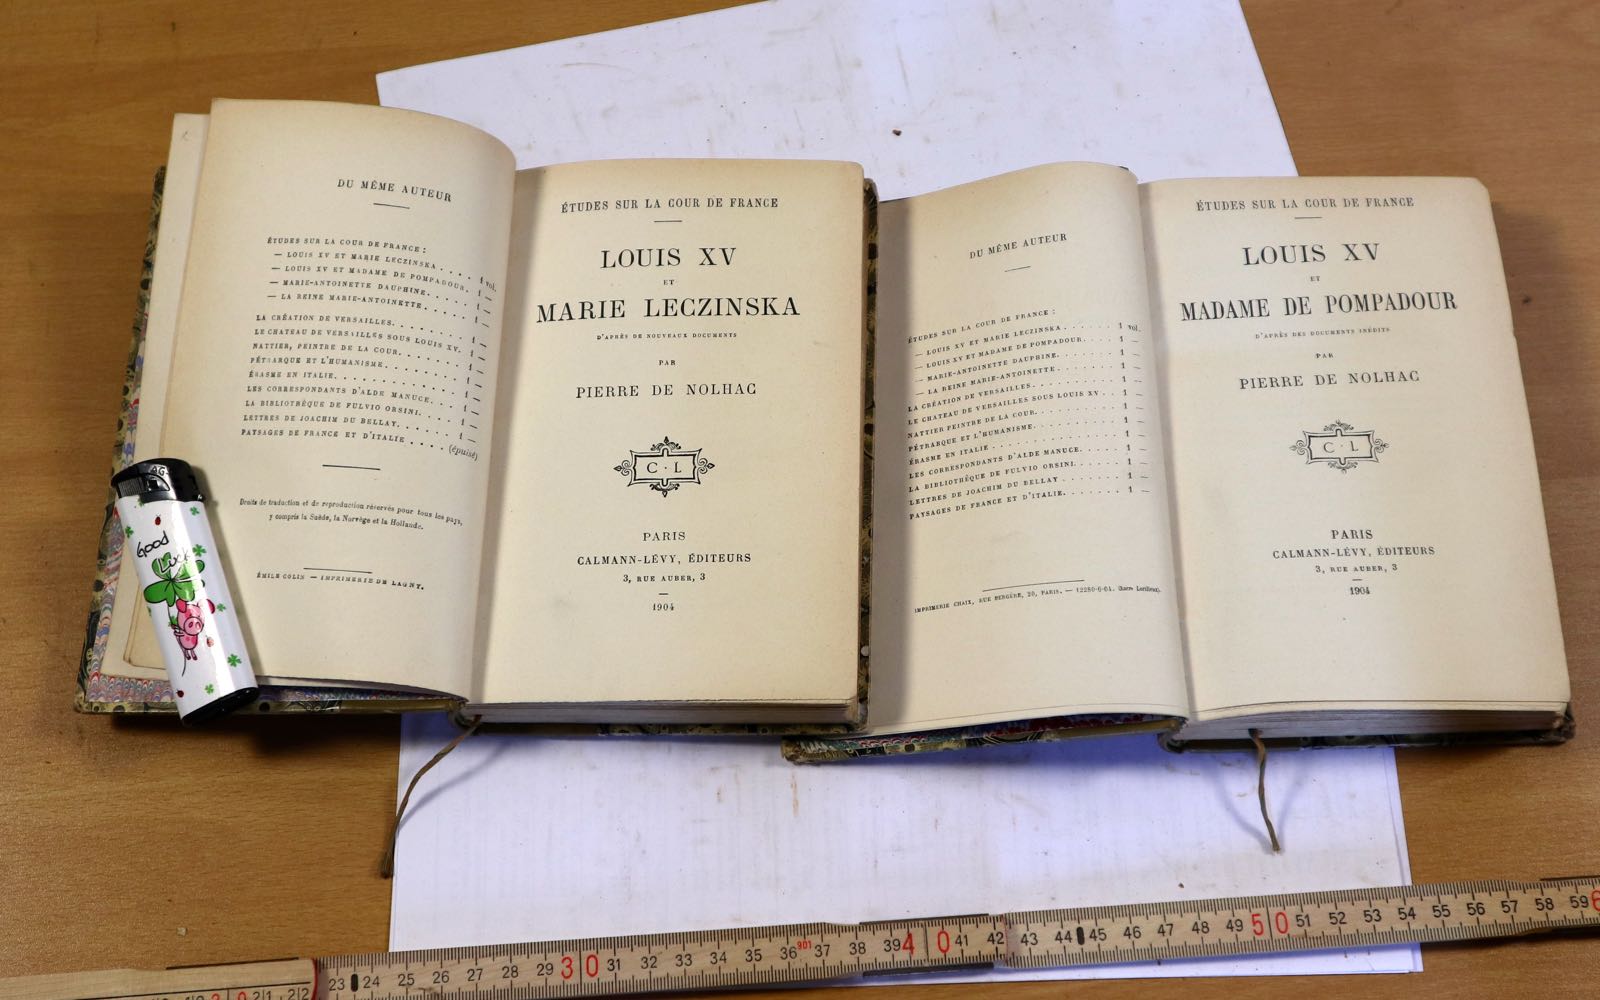 DU MÊME AUTEUR
ÉTUDES SUR LA COUR DE FRANCE :
— LOUIS XV ET MARIE LECZINSKA . . . . 1 vol.
— LOUIS XV ET MADAME DE POMPADOUR. 1 —
— MARIE-ANTOINETTE DAUPHINE. . . . . . 1 —
— LA REINE MARIE-ANTOINETTE . . . . . . 1 —
LA CRÉATION DE VERSAILLES. . . . . . . . 1 —
LE CHATEAU DE VERSAILLES SOUS LOUIS XV. 1 —
NATTIER, PEINTRE DE LA COUR. . . . . . . 1 —
PÉTRARQUE ET L'HUMANISME. . . . . . . . 1 —
ÉRASME EN ITALIE. . . . . . . . . . . . . 1 —
LES CORRESPONDANTS D'ALDE MANUCE. . . 1 —
LA BIBLIOTHÈQUE DE FULVIO ORSINI. . . . 1 —
LETTRES DE JOACHIM DU BELLAY. . . . . . 1 —
PAYSAGES DE FRANCE ET D'ITALIE . . . . (épuisé)
Droits de traduction et de reproduction réservés pour tous les pays,
y compris la Suède, la Norvège et la Hollande.
ÉMILE COLIN — IMPRIMERIE DE LAGNY.
Good
Luck
ÉTUDES SUR LA COUR DE FRANCE
LOUIS XV
ET
MARIE LECZINSKA
D'APRÈS DE NOUVEAUX DOCUMENTS
PAR
PIERRE DE NOLHAC
C · L
PARIS
CALMANN-LÉVY, ÉDITEURS
3, RUE AUBER, 3
1904
DU MÊME AUTEUR
ÉTUDES SUR LA COUR DE FRANCE :
— LOUIS XV ET MARIE LECZINSKA . . . . . . 1 vol.
— LOUIS XV ET MADAME DE POMPADOUR. . . . 1 —
— MARIE-ANTOINETTE DAUPHINE. . . . . . . 1 —
— LA REINE MARIE-ANTOINETTE . . . . . . . 1 —
LA CRÉATION DE VERSAILLES. . . . . . . . . 1 —
LE CHATEAU DE VERSAILLES SOUS LOUIS XV . . 1 —
NATTIER PEINTRE DE LA COUR. . . . . . . . 1 —
PÉTRARQUE ET L'HUMANISME. . . . . . . . . 1 —
ÉRASME EN ITALIE . . . . . . . . . . . . . 1 —
LES CORRESPONDANTS D'ALDE MANUCE. . . . . 1 —
LA BIBLIOTHÈQUE DE FULVIO ORSINI. . . . . . 1 —
LETTRES DE JOACHIM DU BELLAY . . . . . . . 1 —
PAYSAGES DE FRANCE ET D'ITALIE. . . . . . . 1 —
IMPRIMERIE CHAIX, RUE BERGÈRE, 20, PARIS. — 12280-6-04. (Encre Lorilleux).
ÉTUDES SUR LA COUR DE FRANCE
LOUIS XV
ET
MADAME DE POMPADOUR
D'APRÈS DES DOCUMENTS INÉDITS
PAR
PIERRE DE NOLHAC
C · L
PARIS
CALMANN-LÉVY, ÉDITEURS
3, RUE AUBER, 3
1904
20 21 22 23 24 25 26 27 28 29 30 31 32 33 34 35 36 901 37 38 39 40 41 42 43 44 45 46 47 48 49 50 51 52 53 54 55 56 57 58 59 6